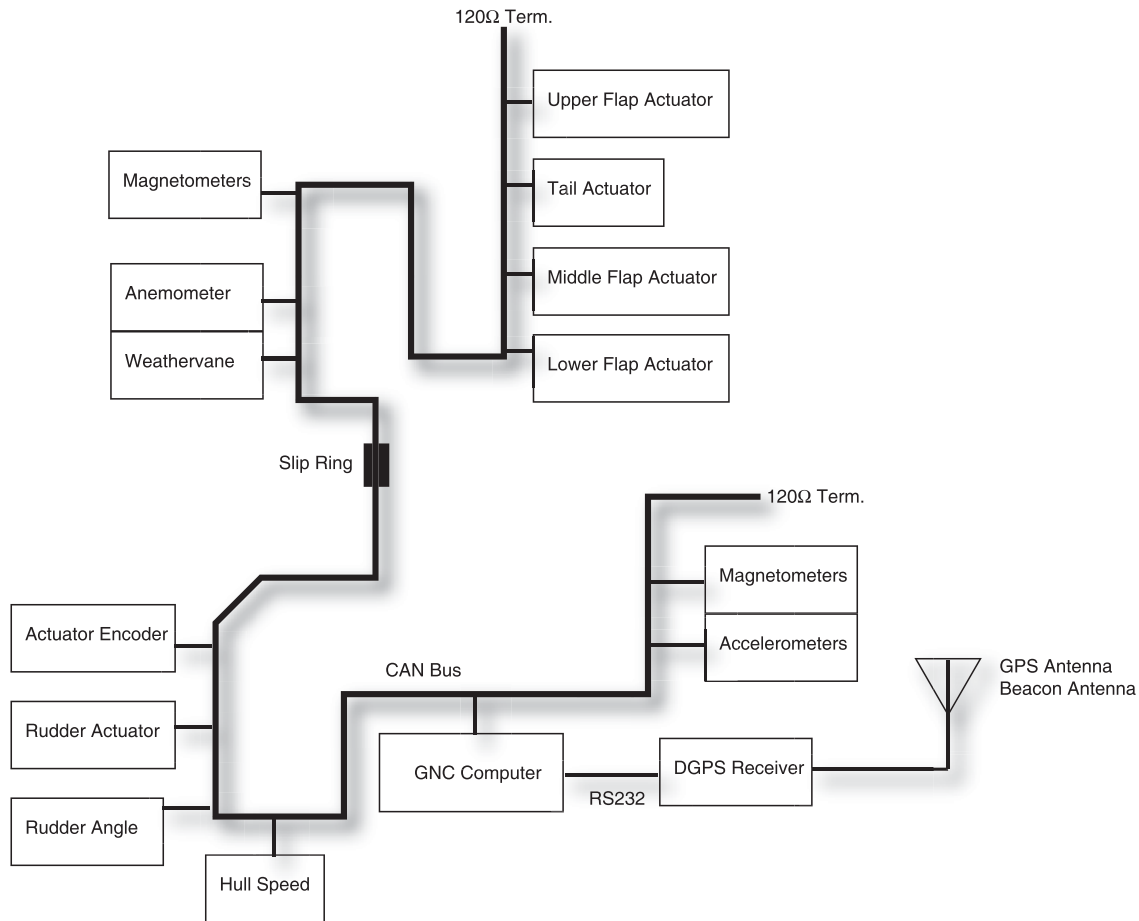 120Ω Term.
Upper Flap Actuator
Magnetometers
Tail Actuator
Anemometer
Middle Flap Actuator
Weathervane
Lower Flap Actuator
Slip Ring
120Ω Term.
Magnetometers
Actuator Encoder
Accelerometers
CAN Bus
GPS Antenna
Beacon Antenna
Rudder Actuator
GNC Computer
DGPS Receiver
RS232
Rudder Angle
Hull Speed